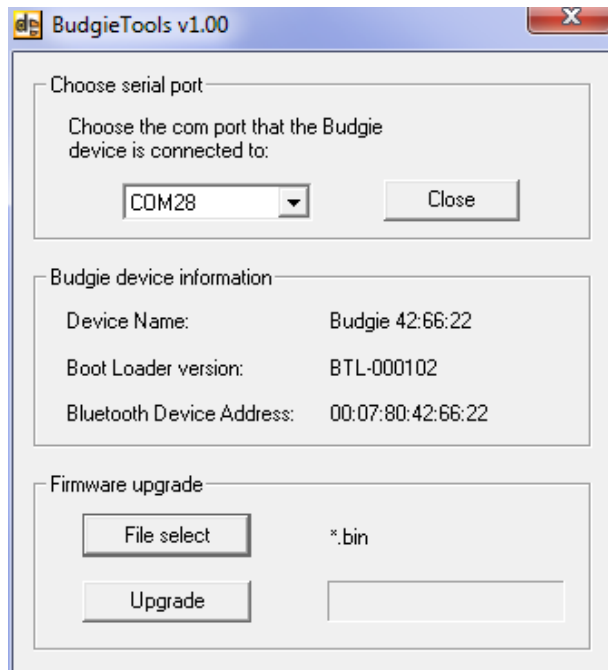 BudgieTools v1.00
Choose serial port
Choose the com port that the Budgie
device is connected to:
COM28
Close
Budgie device information
Device Name: Budgie 42:66:22
Boot Loader version: BTL-000102
Bluetooth Device Address: 00:07:80:42:66:22
Firmware upgrade
File select *.bin
Upgrade